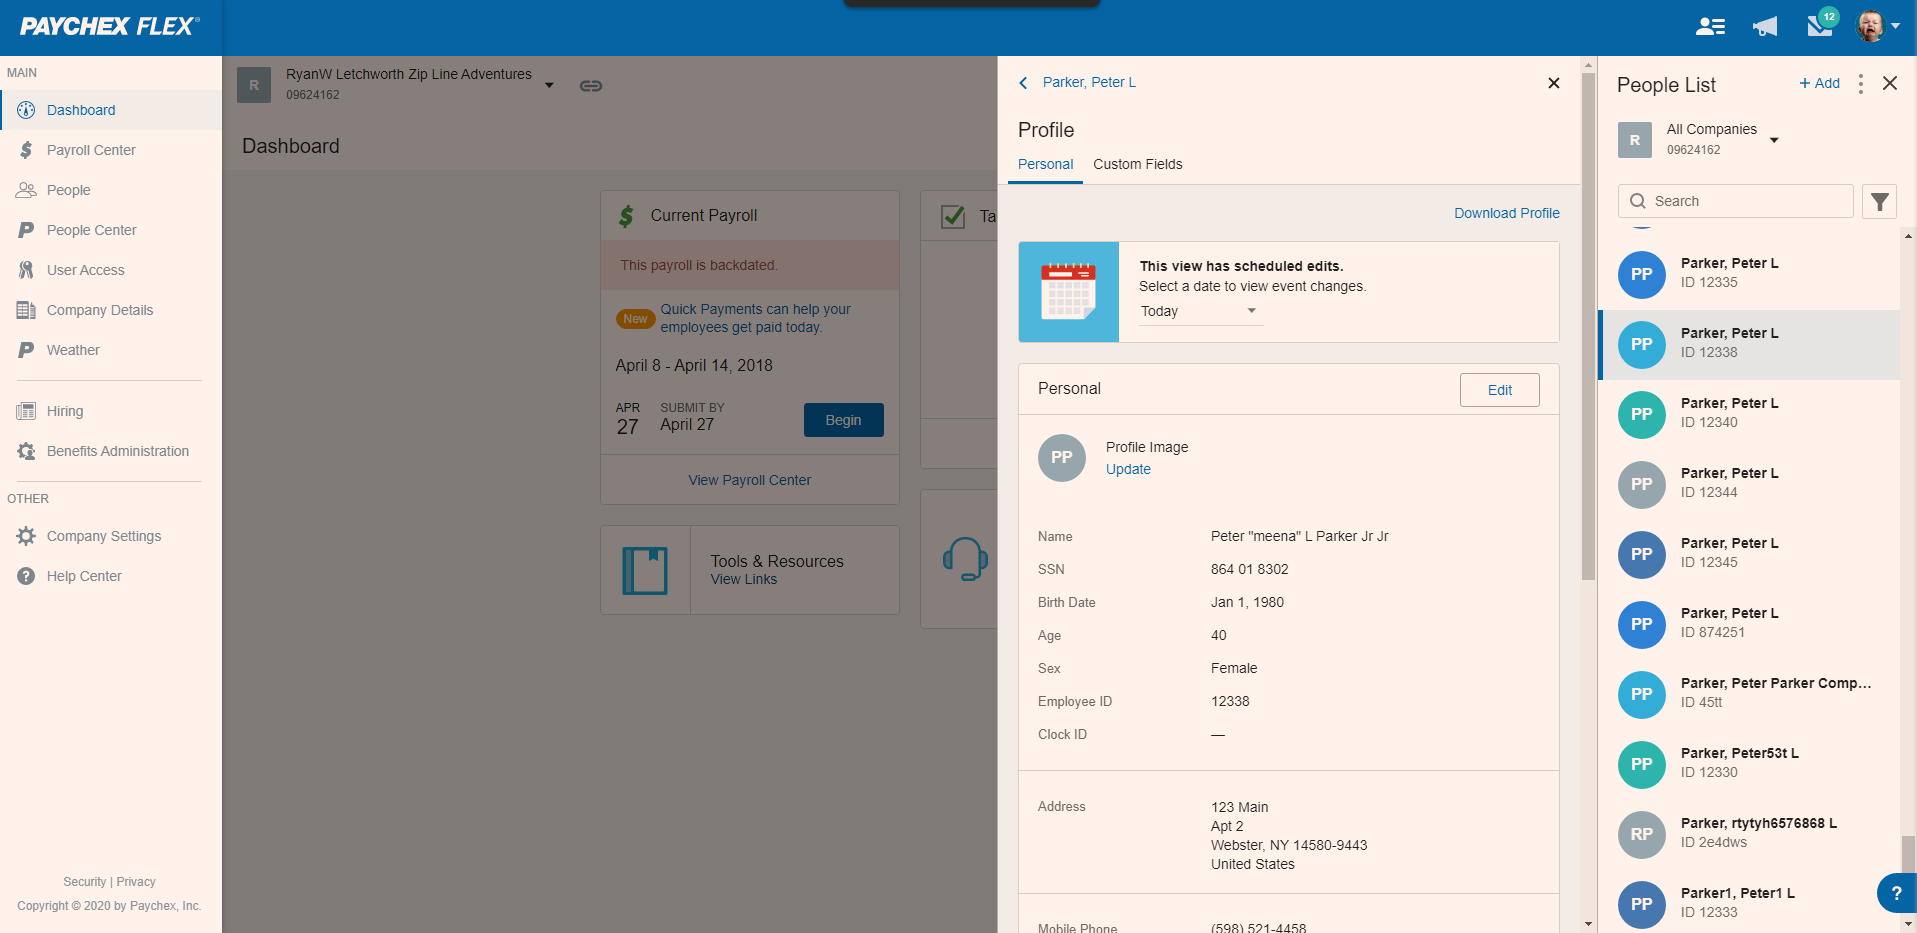 PAYCHEX FLEX®
12
MAIN
Dashboard
Payroll Center
People
People Center
User Access
Company Details
Weather
Hiring
Benefits Administration
OTHER
Company Settings
Help Center
Security | Privacy
Copyright © 2020 by Paychex, Inc.
R
RyanW Letchworth Zip Line Adventures
09624162
Dashboard
Current Payroll
This payroll is backdated.
New
Quick Payments can help your
employees get paid today.
April 8 - April 14, 2018
APR
27
SUBMIT BY
April 27
Begin
View Payroll Center
Tools & Resources
View Links
Ta
Parker, Peter L
Profile
Personal
Custom Fields
Download Profile
This view has scheduled edits.
Select a date to view event changes.
Today
Personal
Edit
PP
Profile Image
Update
Name
Peter "meena" L Parker Jr Jr
SSN
864 01 8302
Birth Date
Jan 1, 1980
Age
40
Sex
Female
Employee ID
12338
Clock ID
—
Address
123 Main
Apt 2
Webster, NY 14580-9443
United States
Mobile Phone
(598) 521-4458
People List
+ Add
R
All Companies
09624162
Search
PP
Parker, Peter L
ID 12335
PP
Parker, Peter L
ID 12338
PP
Parker, Peter L
ID 12340
PP
Parker, Peter L
ID 12344
PP
Parker, Peter L
ID 12345
PP
Parker, Peter L
ID 874251
PP
Parker, Peter Parker Comp...
ID 45tt
PP
Parker, Peter53t L
ID 12330
RP
Parker, rtytyh6576868 L
ID 2e4dws
PP
Parker1, Peter1 L
ID 12333
?